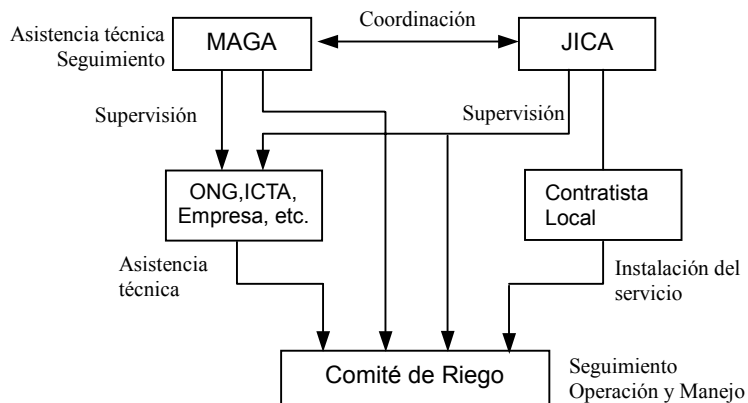 Asistencia técnica
Seguimiento
MAGA
Coordinación
JICA
Supervisión
Supervisión
ONG,ICTA,
Empresa, etc.
Contratista
Local
Asistencia
técnica
Instalación del
servicio
Comité de Riego
Seguimiento
Operación y Manejo